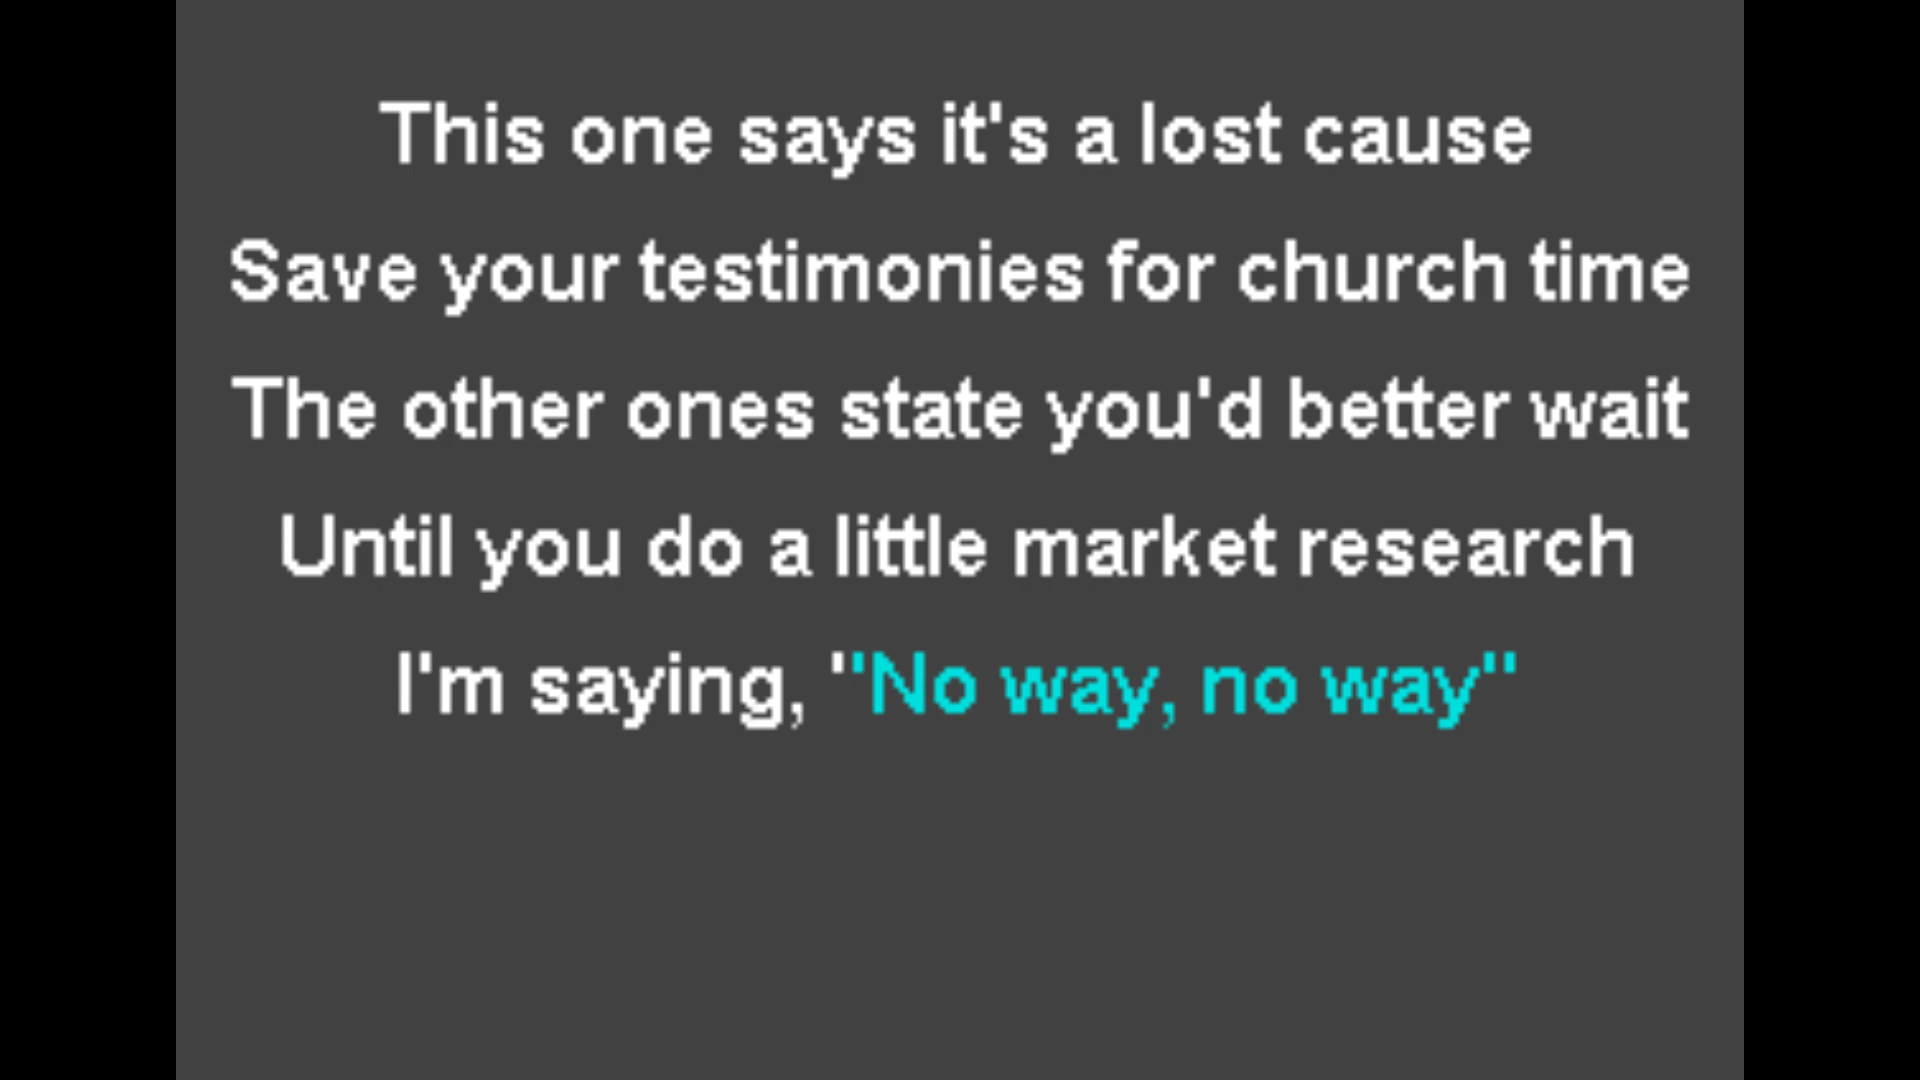 This one says it's a lost cause
Save your testimonies for church time
The other ones state you'd better wait
Until you do a little market research
I'm saying, "No way, no way"